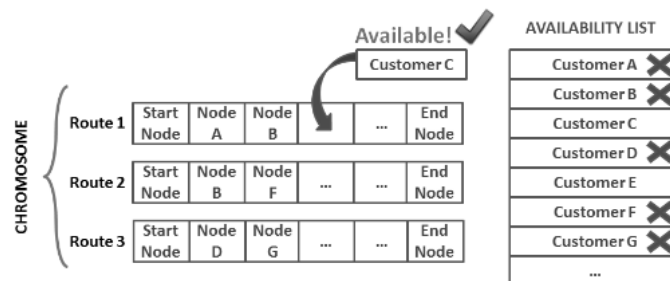 Available!
Customer C
AVAILABILITY LIST
Customer A
Customer B
Customer C
Customer D
Customer E
Customer F
Customer G
...
CHROMOSOME
Route 1
Start Node
Node A
Node B
...
End Node
Route 2
Start Node
Node B
Node F
...
...
End Node
Route 3
Start Node
Node D
Node G
...
...
End Node